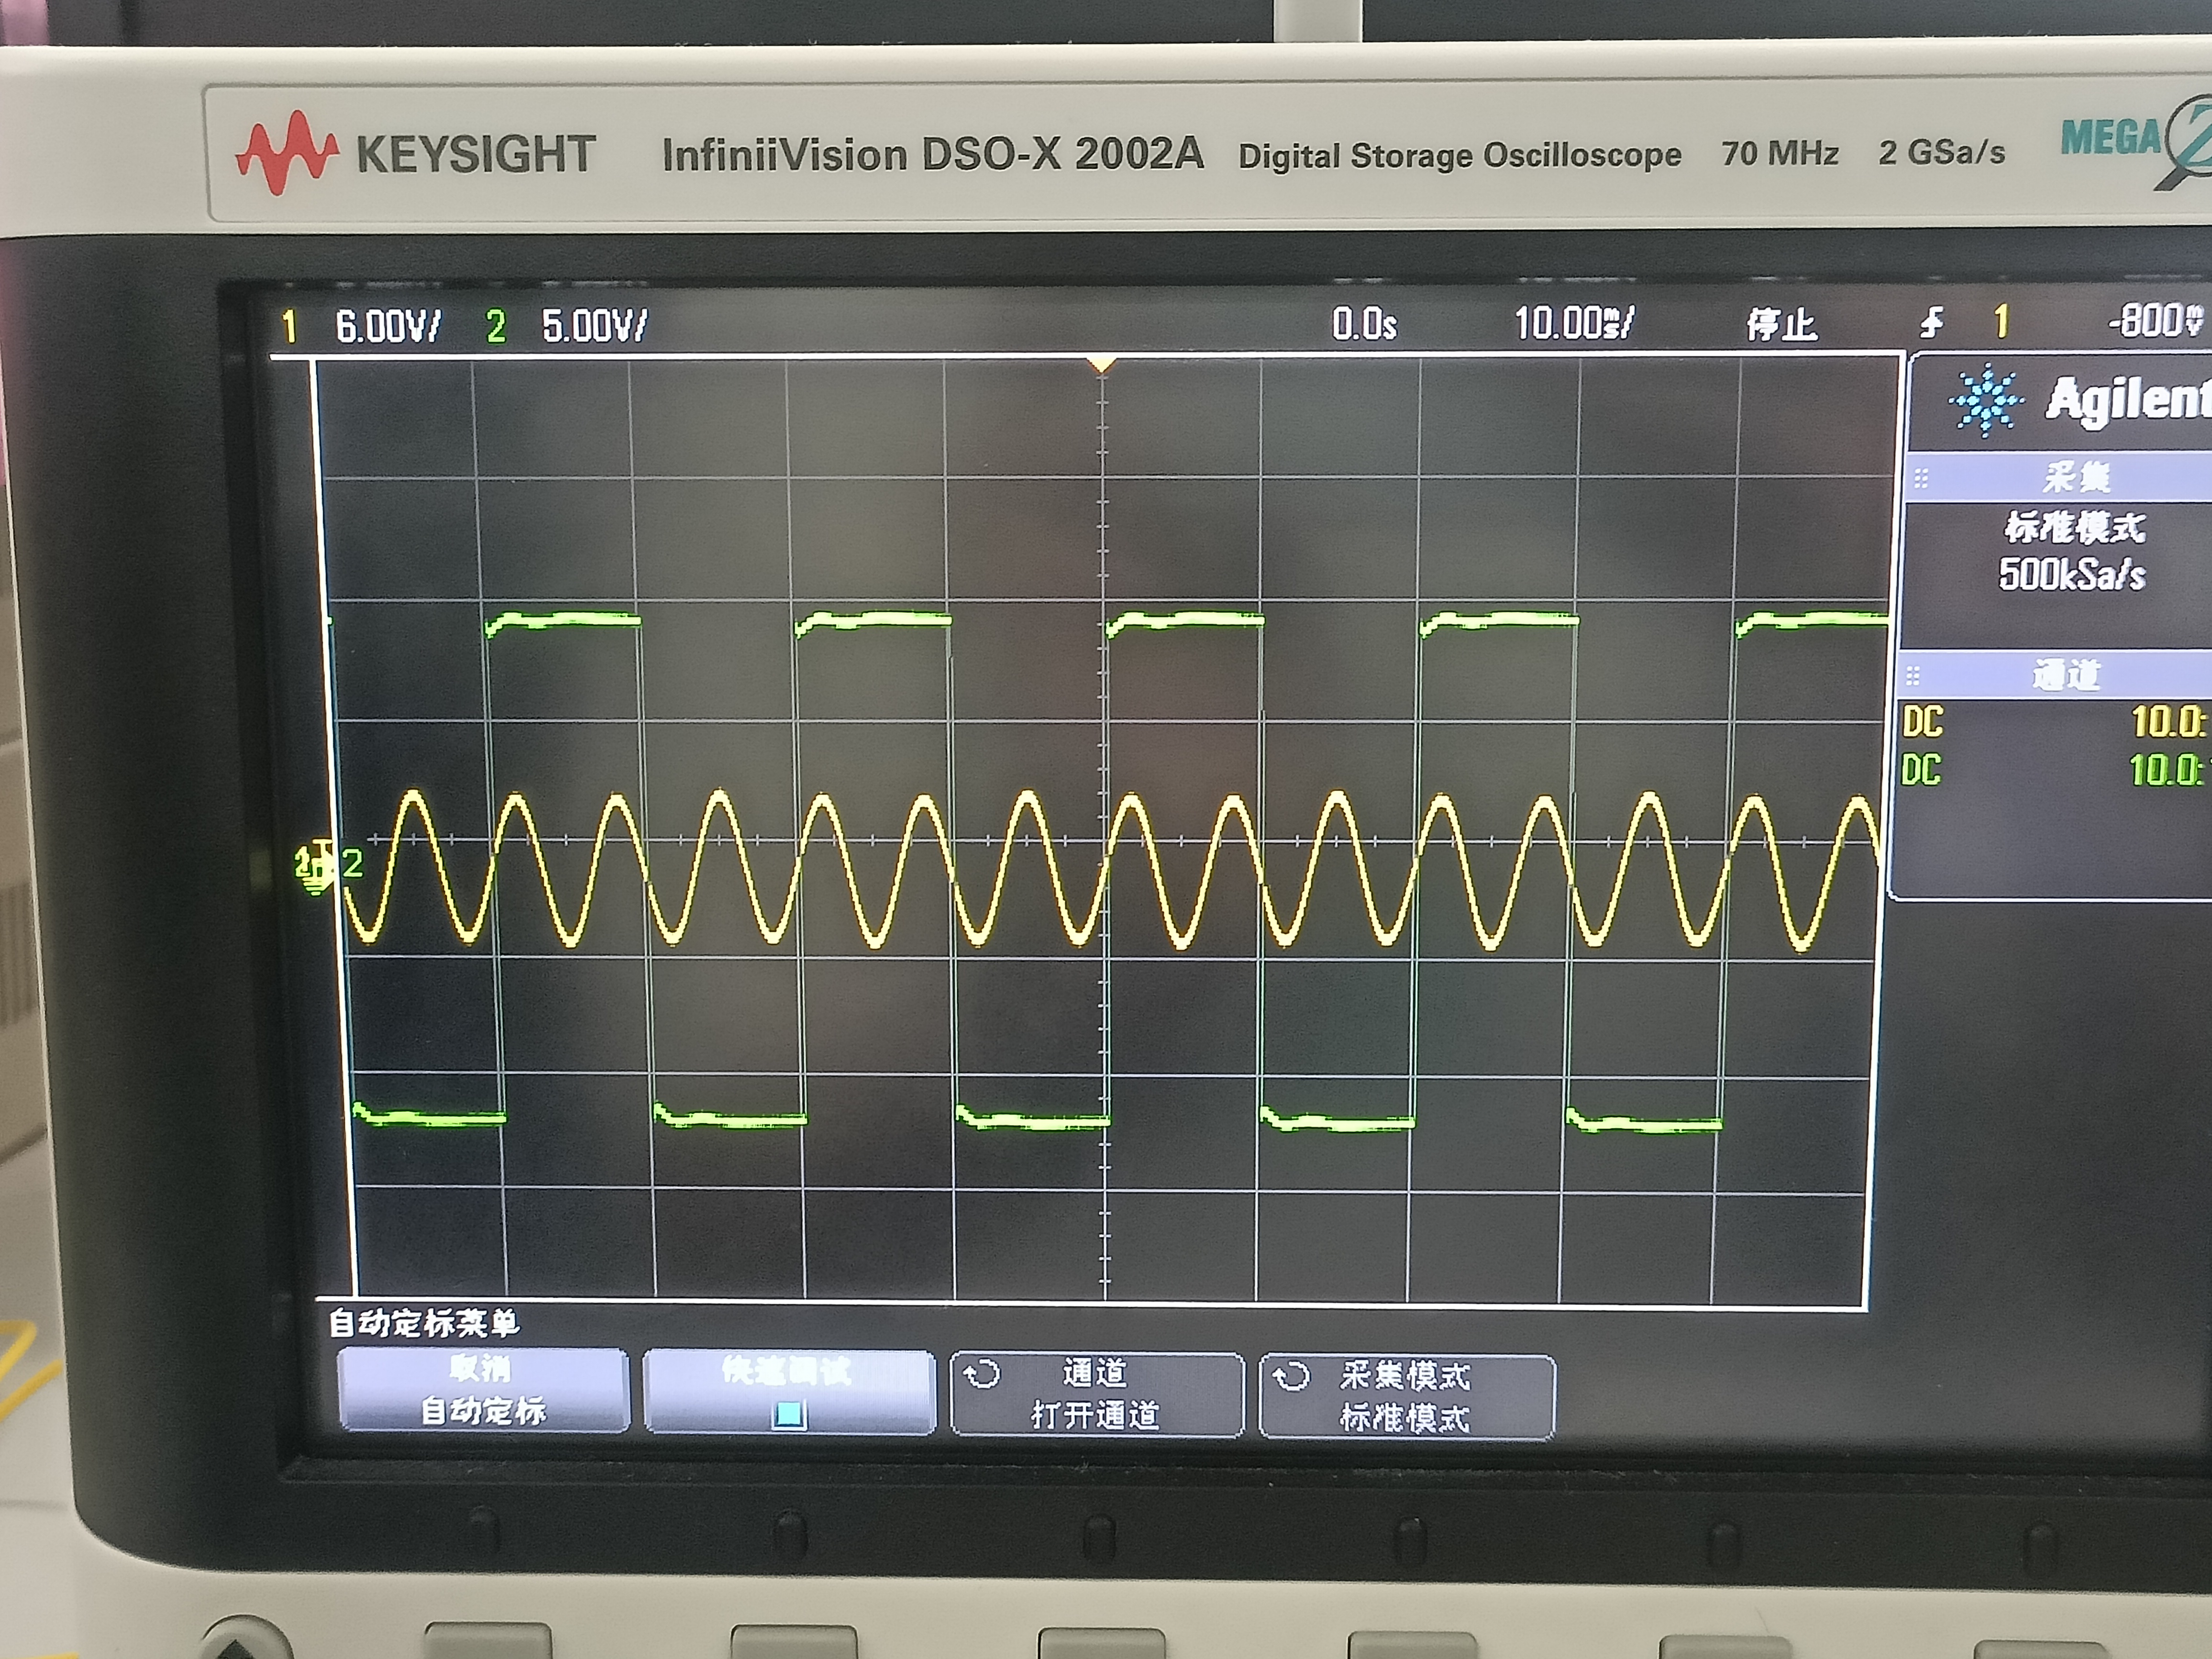 KEYSIGHT InfiniiVision DSO-X 2002A Digital Storage Oscilloscope 70 MHz 2 GSa/s MEGA Z
1 6.00V/ 2 5.00V/ 0.0s 10.00ms/ 停止 1 -800mV
Agilent
采集
标准模式
500kSa/s
通道
DC 10.0:
DC 10.0:
2
自动定标菜单
取消 快速调试 通道 采集模式
自动定标 打开通道 标准模式